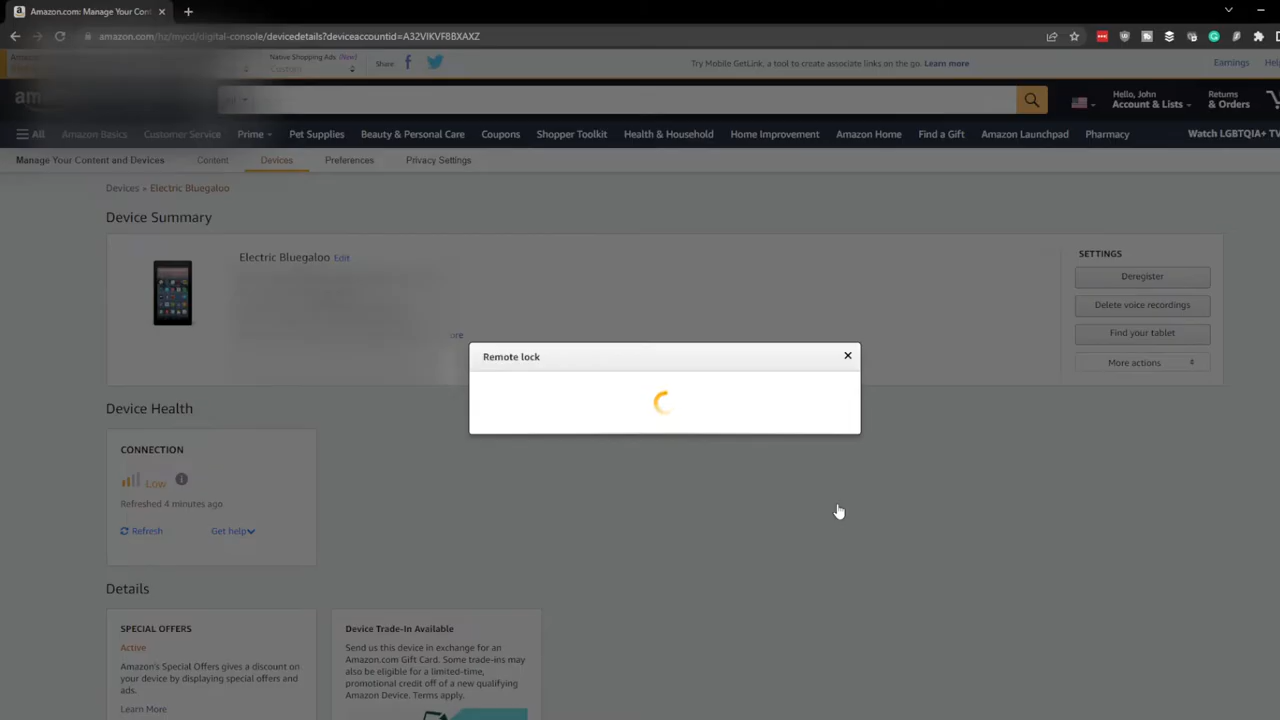 Amazon.com: Manage Your Cont
amazon.com/hz/mycd/digital-console/devicedetails?deviceaccountid=A32VIKVF8BXAXZ
Native Shopping Ads (New)
Custom
Share
Try Mobile GetLink, a tool to create associate links on the go. Learn more
Earnings
Help
Hello, John
Account & Lists
Returns
& Orders
All
Amazon Basics
Customer Service
Prime
Pet Supplies
Beauty & Personal Care
Coupons
Shopper Toolkit
Health & Household
Home Improvement
Amazon Home
Find a Gift
Amazon Launchpad
Pharmacy
Watch LGBTQIA+ TV
Manage Your Content and Devices
Content
Devices
Preferences
Privacy Settings
Devices » Electric Bluegaloo
Device Summary
Electric Bluegaloo Edit
SETTINGS
Deregister
Delete voice recordings
Find your tablet
More actions
Remote lock
Device Health
CONNECTION
Low
Refreshed 4 minutes ago
Refresh
Get help
Details
SPECIAL OFFERS
Active
Amazon's Special Offers gives a discount on
your device by displaying special offers and
ads.
Learn More
Device Trade-In Available
Send us this device in exchange for an
Amazon.com Gift Card. Some trade-ins may
also be eligible for a limited-time,
promotional credit off of a new qualifying
Amazon Device. Terms apply.